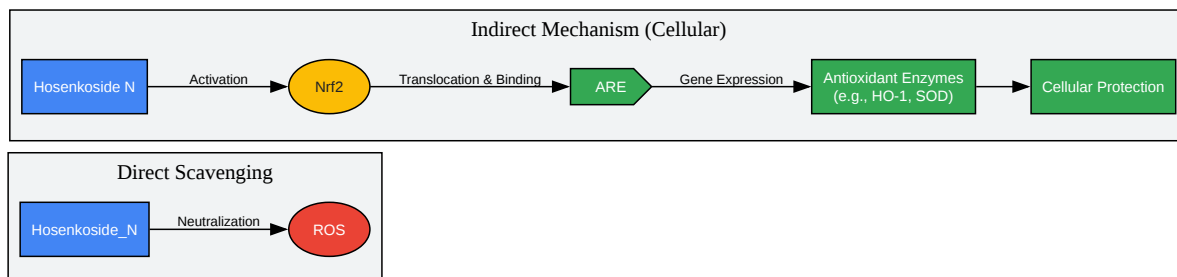 Indirect Mechanism (Cellular)
Hosenkoside N
Activation
Nrf2
Translocation & Binding
ARE
Gene Expression
Antioxidant Enzymes
(e.g., HO-1, SOD)
Cellular Protection
Direct Scavenging
Hosenkoside_N
Neutralization
ROS